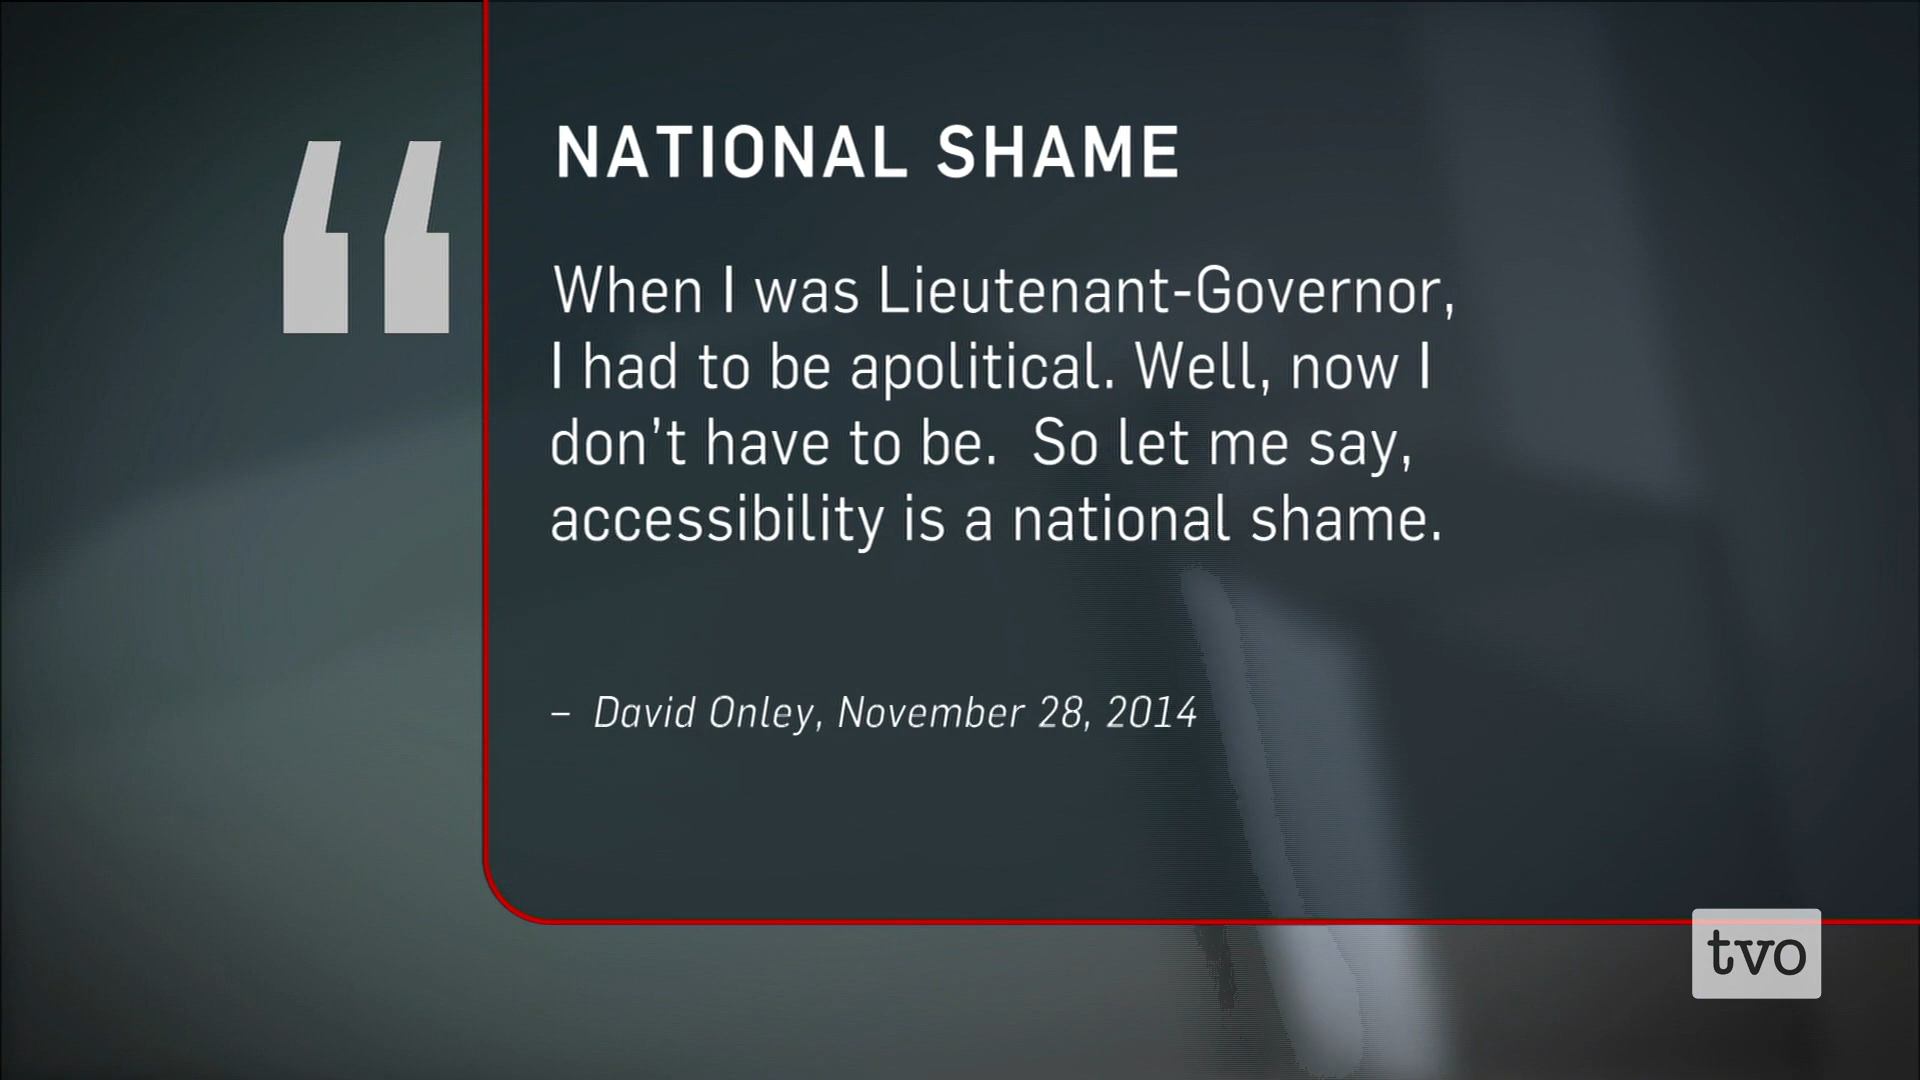 “
NATIONAL SHAME
When I was Lieutenant-Governor,
I had to be apolitical. Well, now I
don’t have to be.  So let me say,
accessibility is a national shame.
– David Onley, November 28, 2014
tvo